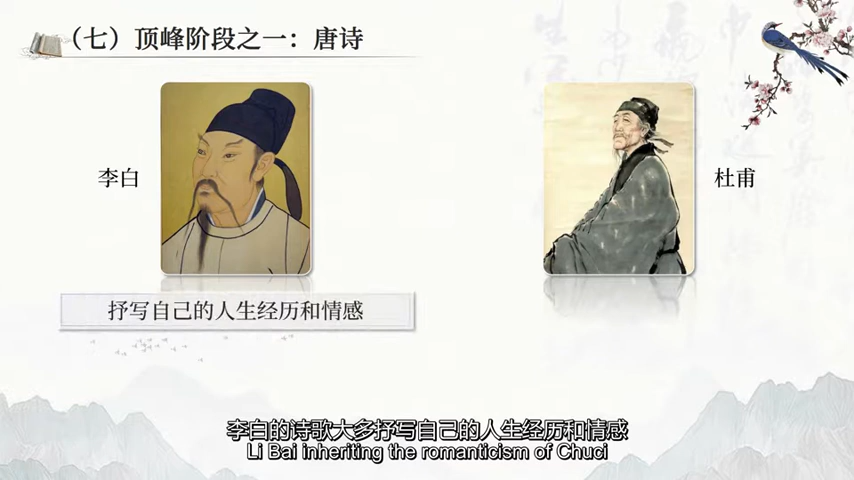 （七）顶峰阶段之一：唐诗
李白
杜甫
抒写自己的人生经历和情感
李白的诗歌大多抒写自己的人生经历和情感
Li Bai inheriting the romanticism of Chuci